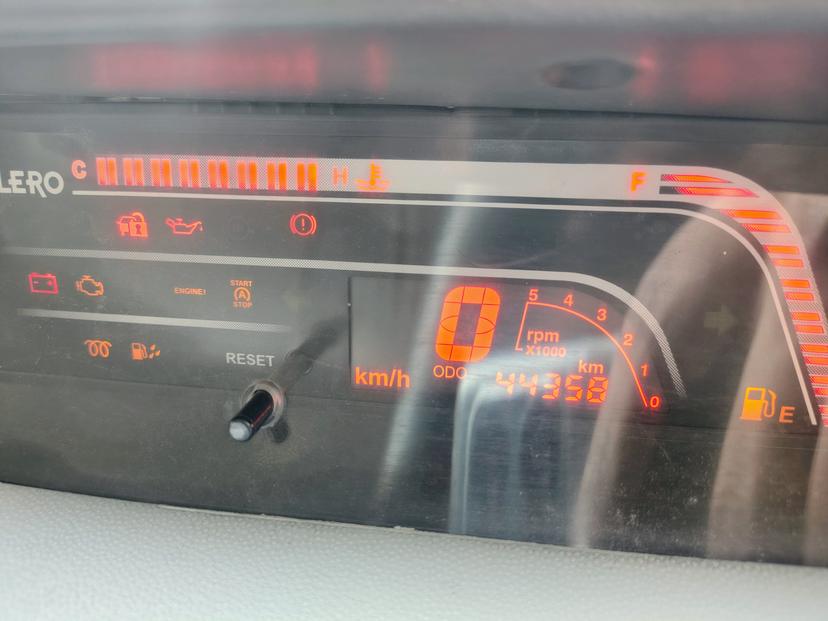 LERO
C H
F
ENGINE!
START
A
STOP
RESET
5 4 3 2 1 0
rpm
X1000
0
km/h
ODO
km
44358
E